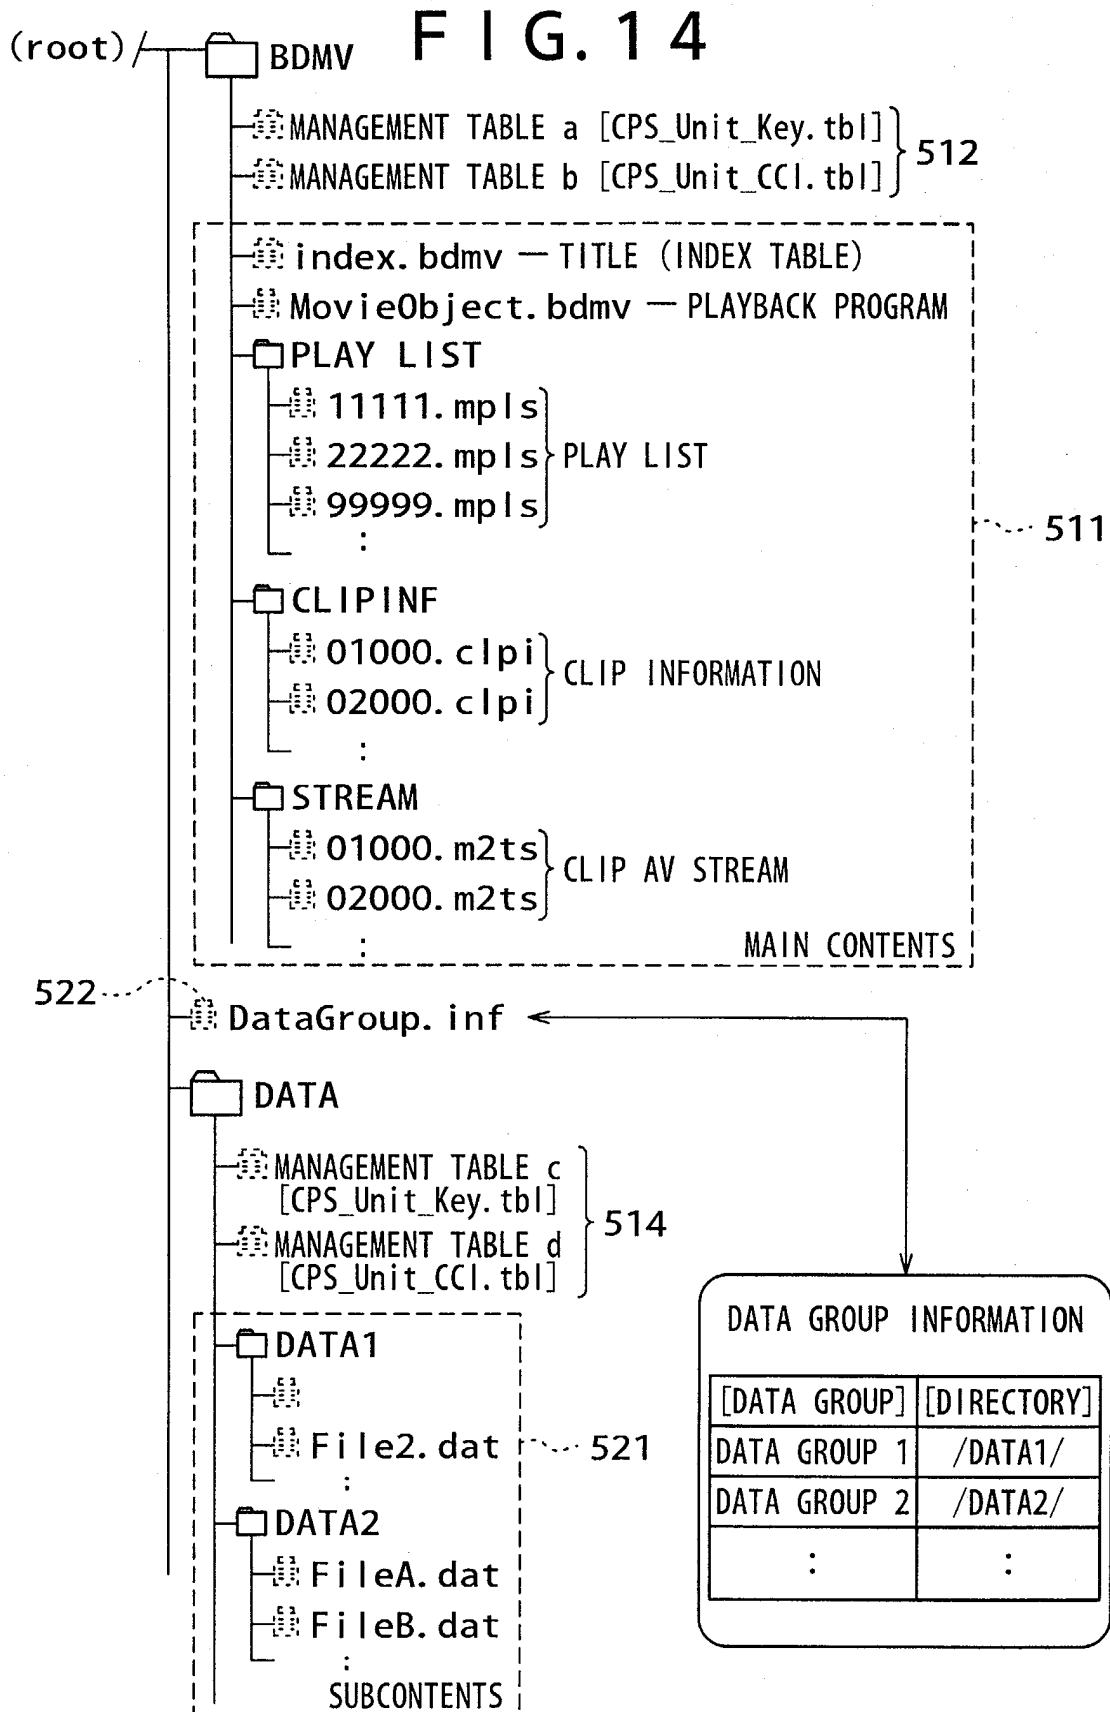 FIG.14
(root)/
BDMV
MANAGEMENT TABLE a [CPS_Unit_Key.tbl]
MANAGEMENT TABLE b [CPS_Unit_CCI.tbl]
512
index.bdmv — TITLE (INDEX TABLE)
MovieObject.bdmv — PLAYBACK PROGRAM
PLAY LIST
11111.mpls
22222.mpls
PLAY LIST
99999.mpls
:
511
CLIPINF
01000.clpi
CLIP INFORMATION
02000.clpi
:
STREAM
01000.m2ts
CLIP AV STREAM
02000.m2ts
:
MAIN CONTENTS
522
DataGroup.inf
DATA
MANAGEMENT TABLE c
[CPS_Unit_Key.tbl]
514
MANAGEMENT TABLE d
[CPS_Unit_CCI.tbl]
DATA1
File2.dat
521
:
DATA2
FileA.dat
FileB.dat
:
SUBCONTENTS
DATA GROUP INFORMATION
[DATA GROUP] [DIRECTORY]
DATA GROUP 1 /DATA1/
DATA GROUP 2 /DATA2/
: :